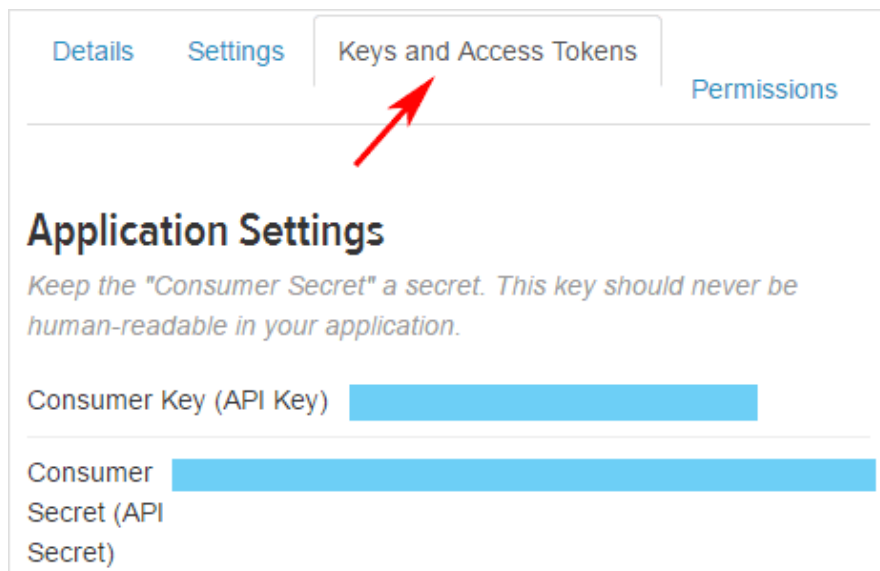 Details Settings Keys and Access Tokens
Permissions
Application Settings
Keep the "Consumer Secret" a secret. This key should never be
human-readable in your application.
Consumer Key (API Key)
Consumer
Secret (API
Secret)